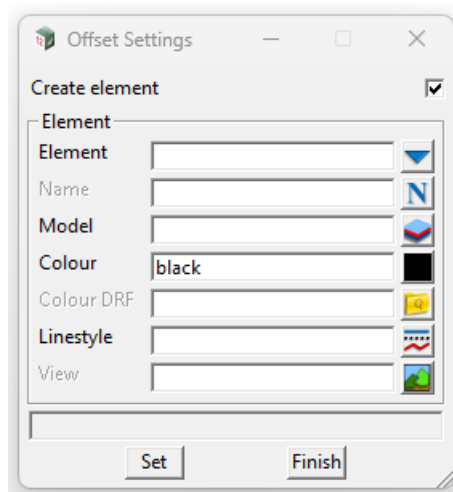 Offset Settings
Create element
Element
Element
Name
N
Model
Colour black
Colour DRF
Linestyle
View
Set Finish